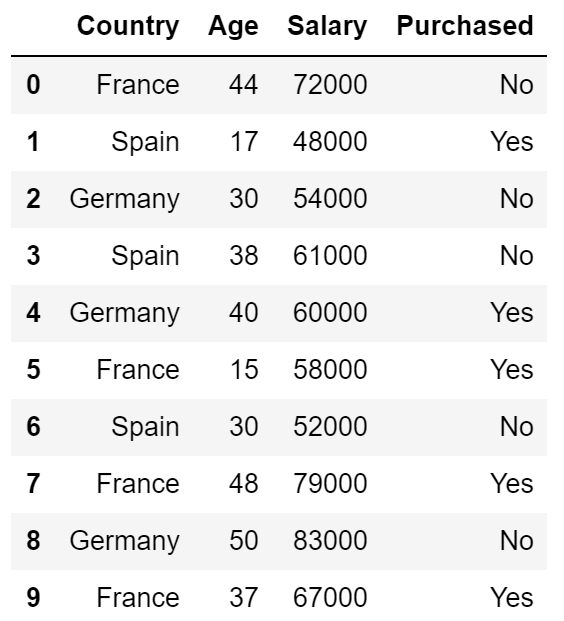 Country Age Salary Purchased
0 France 44 72000 No
1 Spain 17 48000 Yes
2 Germany 30 54000 No
3 Spain 38 61000 No
4 Germany 40 60000 Yes
5 France 15 58000 Yes
6 Spain 30 52000 No
7 France 48 79000 Yes
8 Germany 50 83000 No
9 France 37 67000 Yes